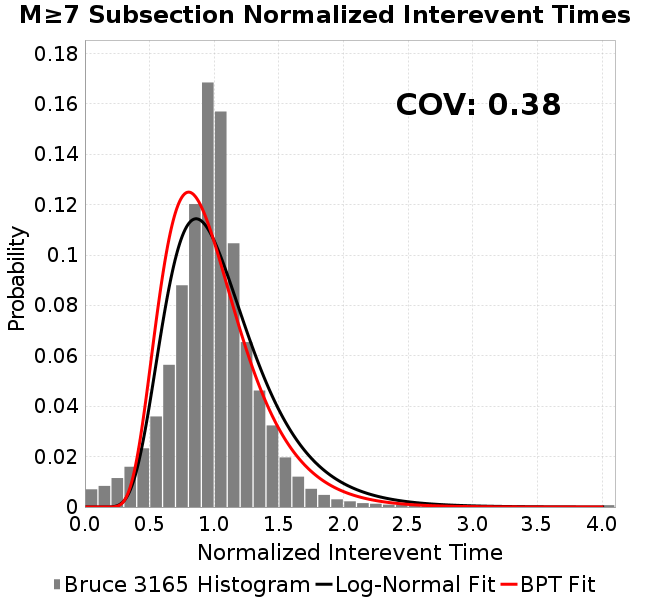 M≥7 Subsection Normalized Interevent Times
COV: 0.38
Probability
0.18
0.16
0.14
0.12
0.1
0.08
0.06
0.04
0.02
0
0.0 0.5 1.0 1.5 2.0 2.5 3.0 3.5 4.0
Normalized Interevent Time
Bruce 3165 Histogram Log-Normal Fit BPT Fit